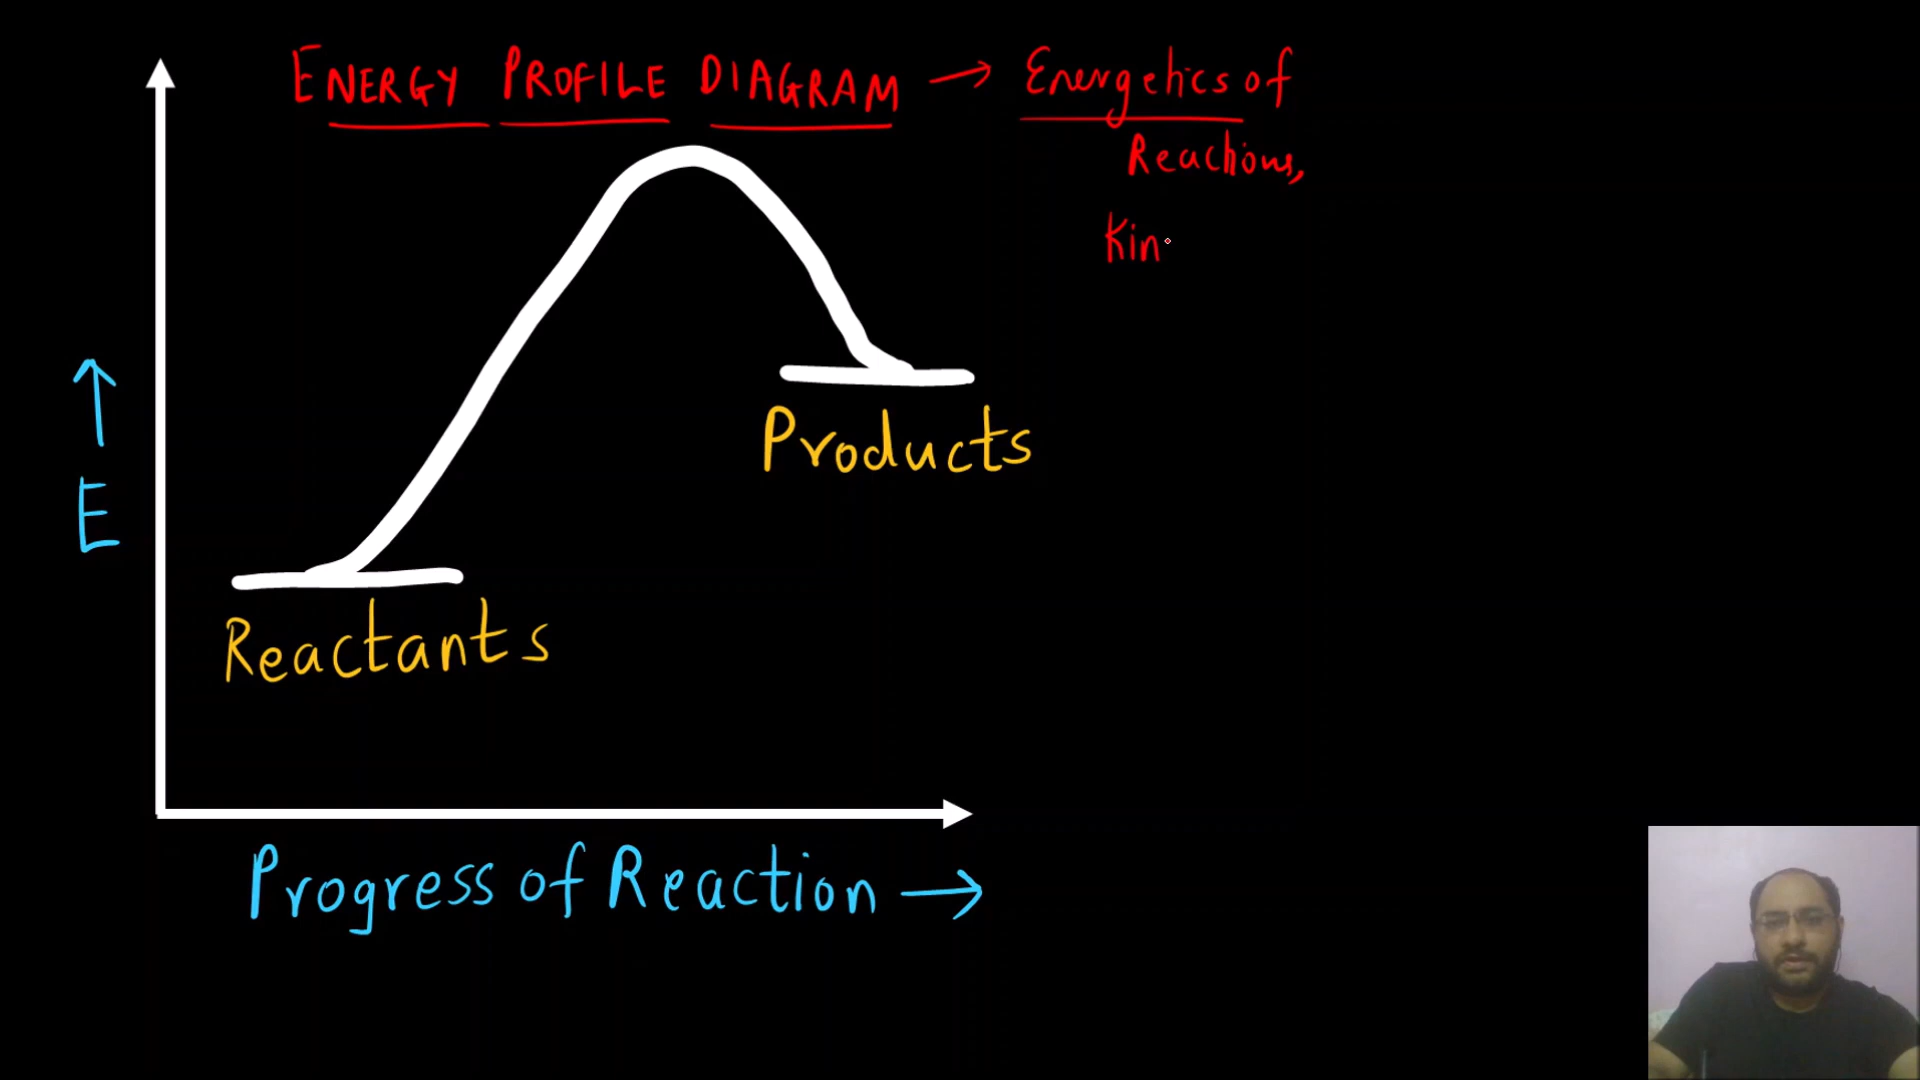 ENERGY PROFILE DIAGRAM → Energetics of
Reactions,
Kin
Products
E
Reactants
Progress of Reaction →